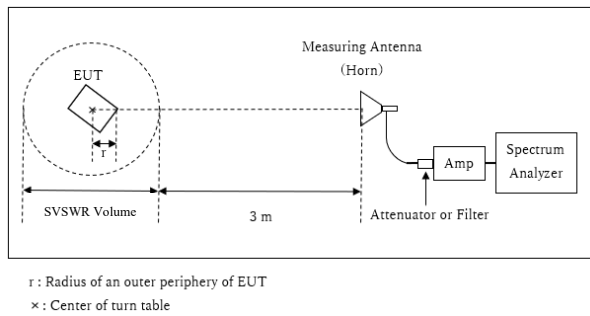 Measuring Antenna
(Horn)
EUT
×
r
Amp
Spectrum
Analyzer
SVSWR Volume
3 m
Attenuator or Filter
r : Radius of an outer periphery of EUT
× : Center of turn table